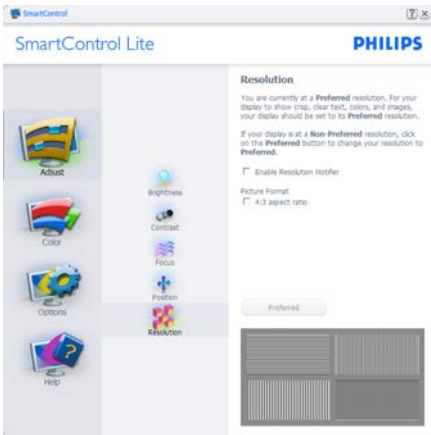 SmartControl
SmartControl Lite
PHILIPS
Adjust
Color
Options
Help
Brightness
Contrast
Focus
Position
Resolution
Resolution
You are currently at a Preferred resolution. For your
display to show crisp, clear text, colors, and images,
your display should be set to its Preferred resolution.
If your display is at a Non-Preferred resolution, click
on the Preferred button to change your resolution to
Preferred.
Enable Resolution Notifier
Picture Format
4:3 aspect ratio
Preferred